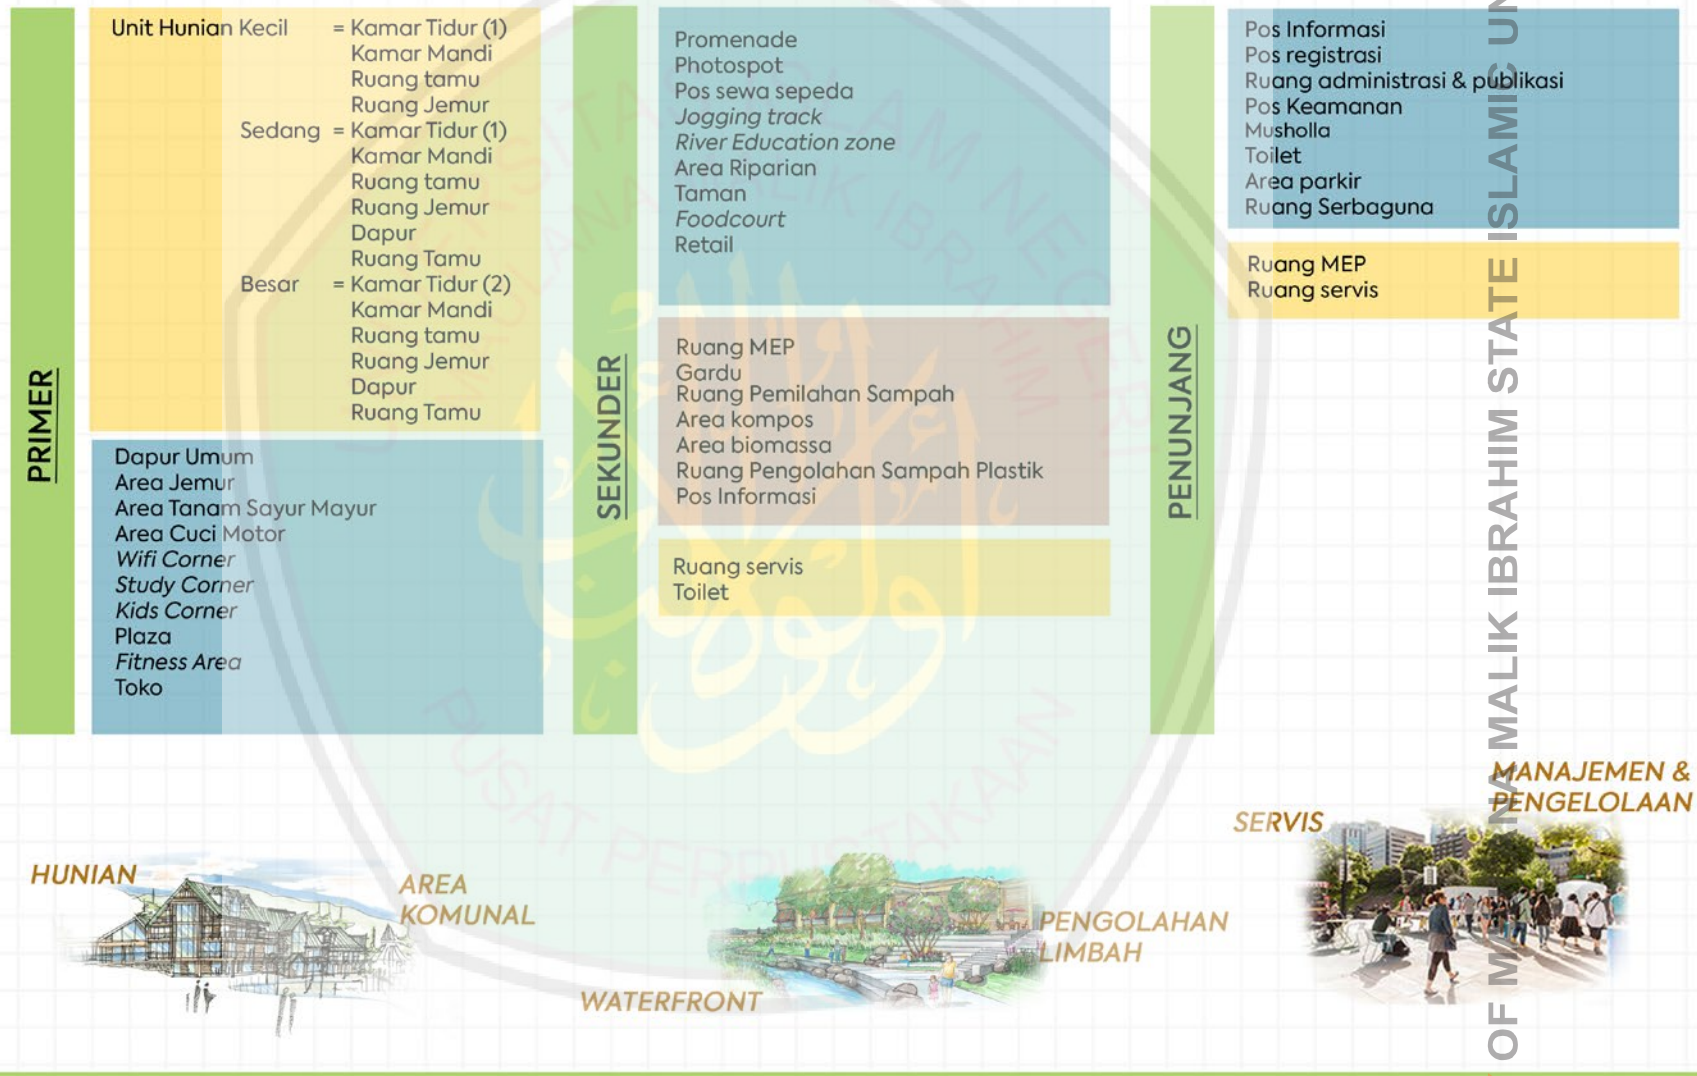 PRIMER
Unit Hunian Kecil = Kamar Tidur (1)
Kamar Mandi
Ruang tamu
Ruang Jemur
Sedang = Kamar Tidur (1)
Kamar Mandi
Ruang tamu
Ruang Jemur
Dapur
Ruang Tamu
Besar = Kamar Tidur (2)
Kamar Mandi
Ruang tamu
Ruang Jemur
Dapur
Ruang Tamu
Dapur Umum
Area Jemur
Area Tanam Sayur Mayur
Area Cuci Motor
Wifi Corner
Study Corner
Kids Corner
Plaza
Fitness Area
Toko
SEKUNDER
Promenade
Photospot
Pos sewa sepeda
Jogging track
River Education zone
Area Riparian
Taman
Foodcourt
Retail
Ruang MEP
Gardu
Ruang Pemilahan Sampah
Area kompos
Area biomassa
Ruang Pengolahan Sampah Plastik
Pos Informasi
Ruang servis
Toilet
PENUNJANG
Pos Informasi
Pos registrasi
Ruang administrasi & publikasi
Pos Keamanan
Musholla
Toilet
Area parkir
Ruang Serbaguna
Ruang MEP
Ruang servis
HUNIAN
AREA
KOMUNAL
WATERFRONT
PENGOLAHAN
LIMBAH
SERVIS
MANAJEMEN &
PENGELOLAAN
MALIK IBRAHIM STATE ISLAMIC
PUSAT PERPUSTAKAAN